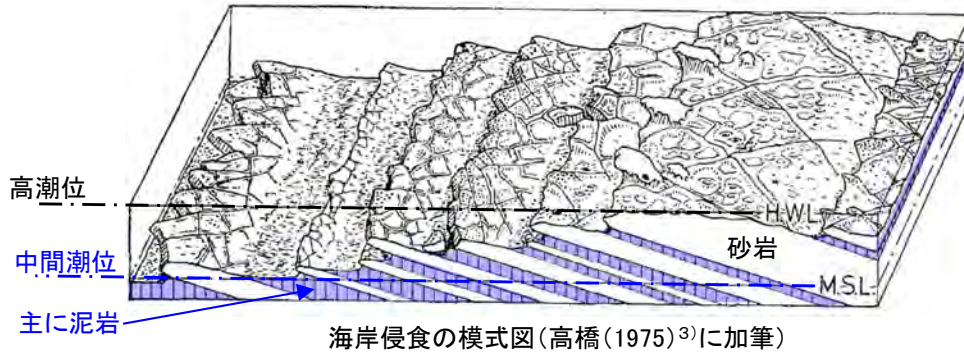 高潮位
H.W.L.
砂岩
中間潮位
M.S.L.
主に泥岩
海岸侵食の模式図(高橋(1975)3)に加筆)